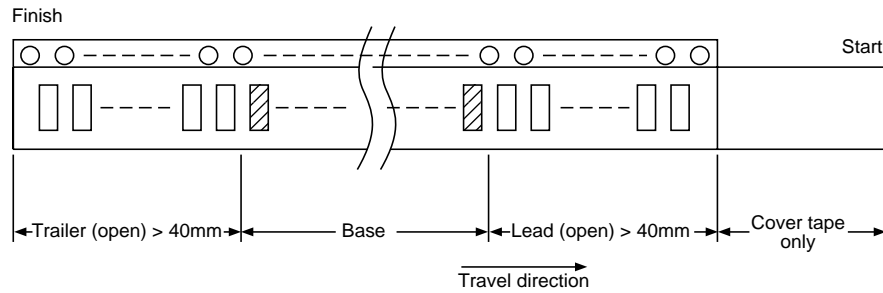 Finish
Start
Trailer (open) > 40mm
Base
Lead (open) > 40mm
Cover tape
only
Travel direction